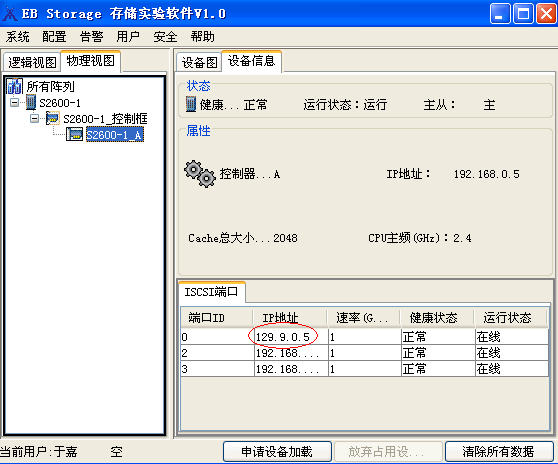 EB Storage 存储实验软件V1.0
系统 配置 告警 用户 安全 帮助
逻辑视图 物理视图
所有阵列
S2600-1
S2600-1_控制框
S2600-1_A
设备图 设备信息
状态
健康... 正常 运行状态：运行 主从： 主
属性
控制器...A IP地址： 192.168.0.5
Cache总大小...2048 CPU主频(GHz)：2.4
ISCSI端口
端口ID IP地址 速率(G... 健康状态 运行状态
0 129.9.0.5 1 正常 在线
2 192.168.... 1 正常 在线
3 192.168.... 1 正常 在线
当前用户:于嘉 空 申请设备加载 放弃占用设... 清除所有数据